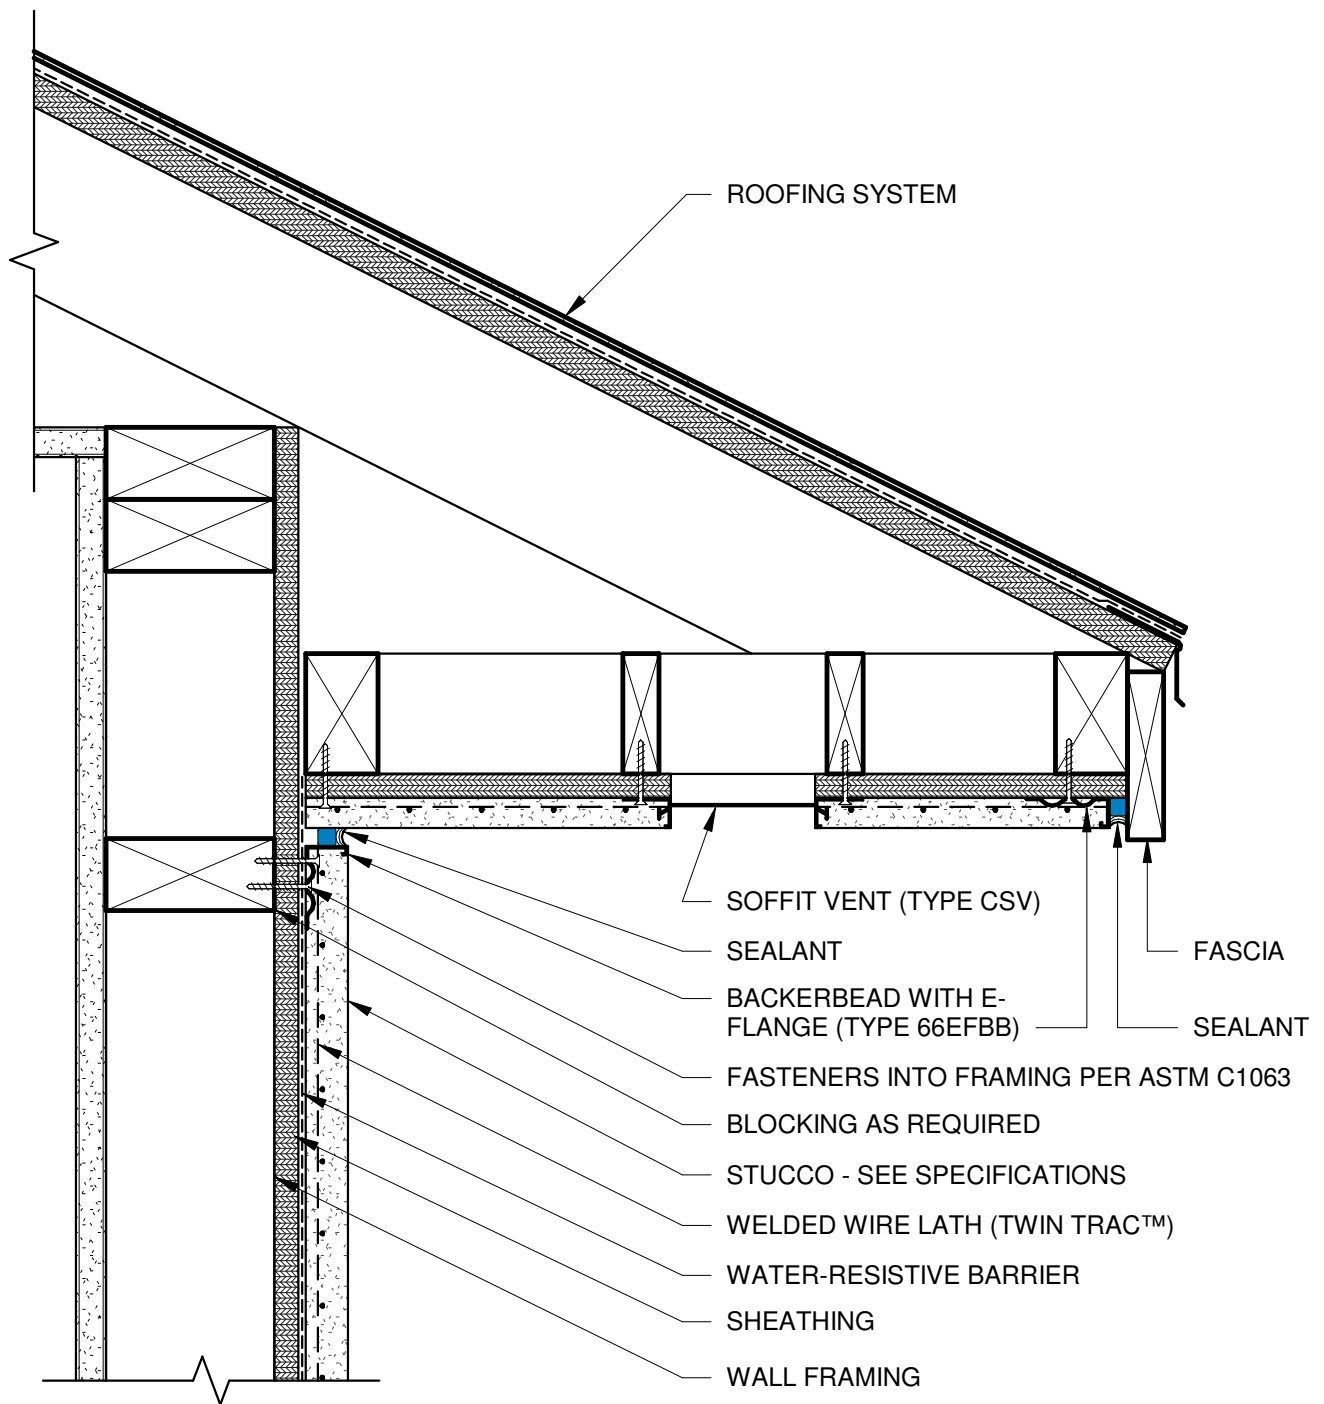 ROOFING SYSTEM
SOFFIT VENT (TYPE CSV)
SEALANT
FASCIA
BACKERBEAD WITH E-
FLANGE (TYPE 66EFBB)
SEALANT
FASTENERS INTO FRAMING PER ASTM C1063
BLOCKING AS REQUIRED
STUCCO - SEE SPECIFICATIONS
WELDED WIRE LATH (TWIN TRAC™)
WATER-RESISTIVE BARRIER
SHEATHING
WALL FRAMING